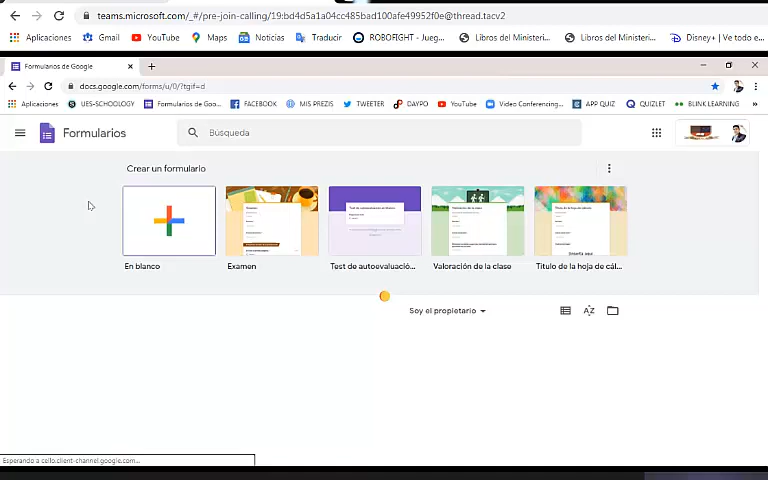 teams.microsoft.com/_#/pre-join-calling/19:bd4d5a1a04cc485bad100afe49952f0e@thread.tacv2
Aplicaciones Gmail YouTube Maps Noticias Traducir ROBOFIGHT - Jueg... Libros del Ministeri... Libros del Ministeri... Disney+ | Ve todo e...
Formularios de Google
docs.google.com/forms/u/0/?tgif=d
Aplicaciones UES-SCHOOLOGY Formularios de Goo... FACEBOOK MIS PREZIS TWEETER DAYPO YouTube Video Conferencing... APP QUIZ QUIZLET BLINK LEARNING »
Formularios Búsqueda
Crear un formulario
En blanco Examen Test de autoevaluació... Valoración de la clase Título de la hoja de cál...
Soy el propietario
Esperando a cello.client-channel.google.com...